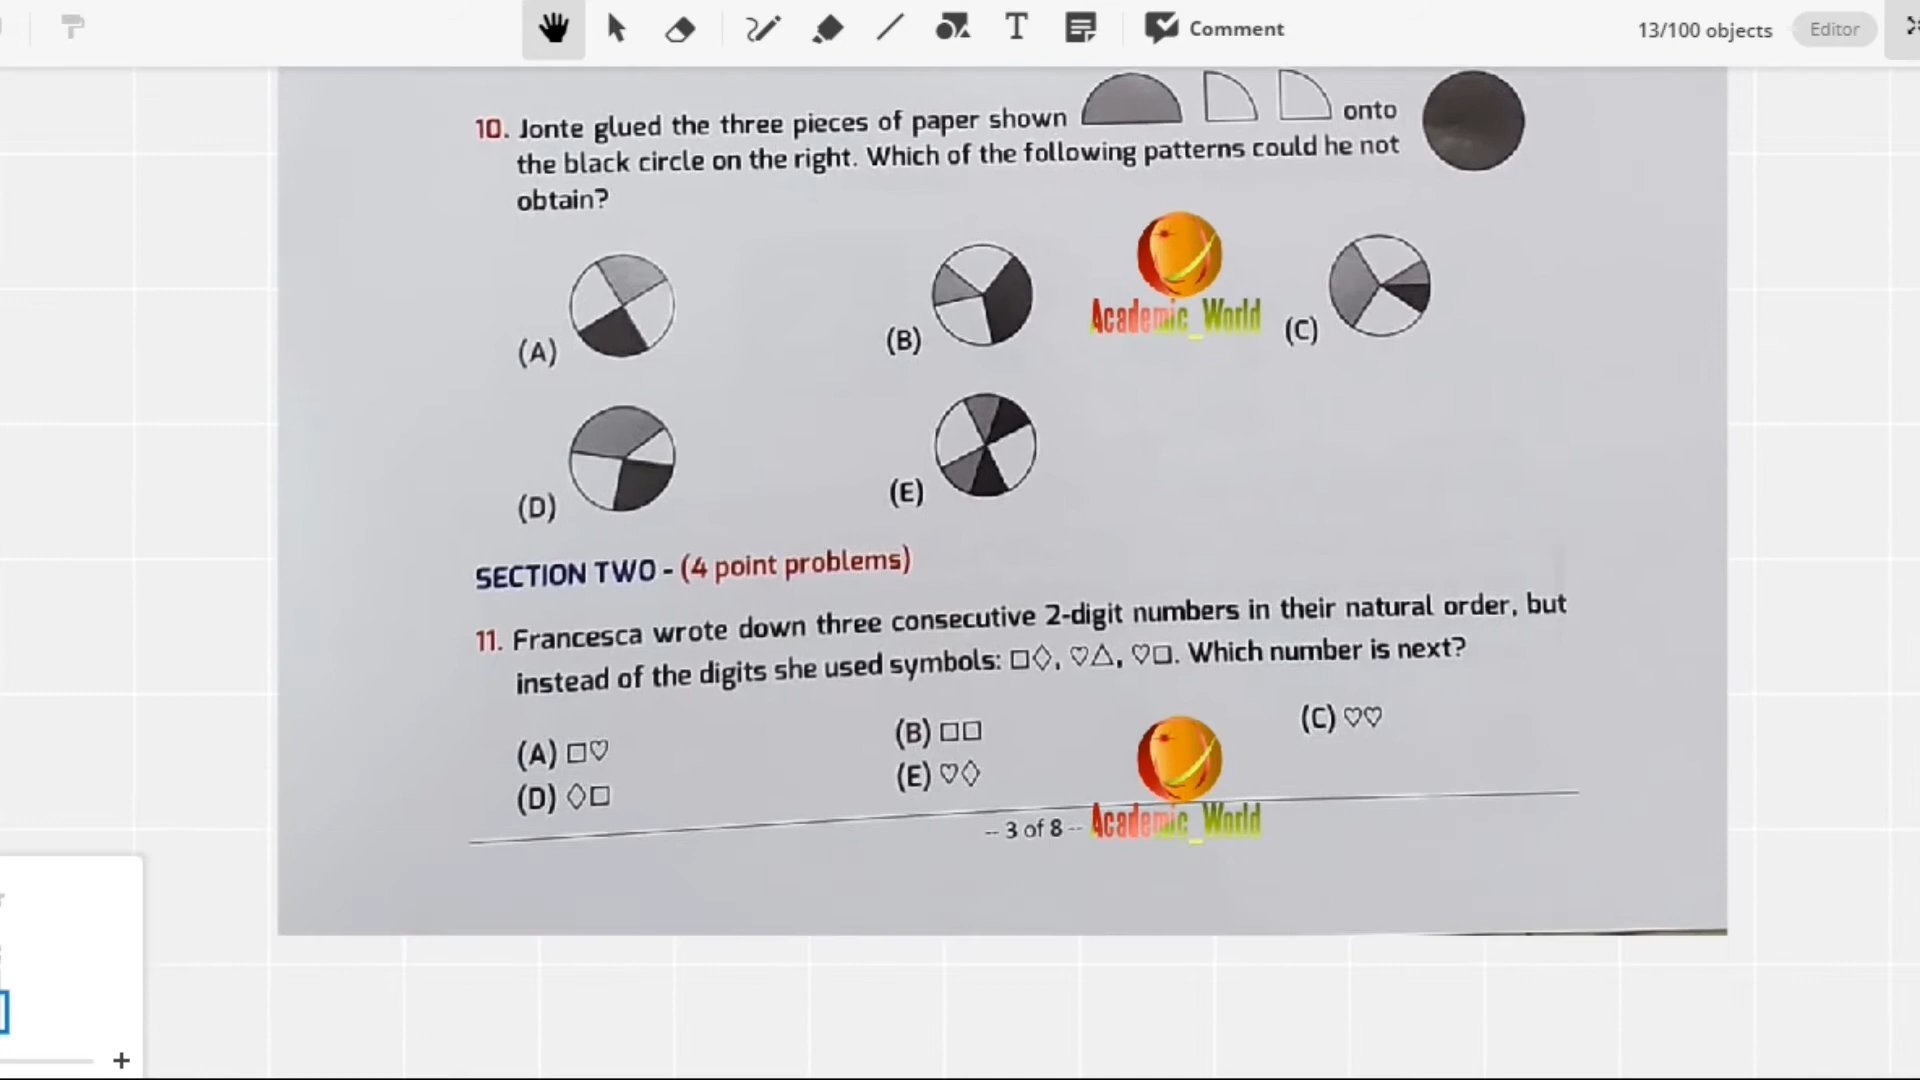 Comment
13/100 objects
Editor
10. Jonte glued the three pieces of paper shown onto
the black circle on the right. Which of the following patterns could he not
obtain?
(A)
(B)
Academic_World
(C)
(D)
(E)
SECTION TWO - (4 point problems)
11. Francesca wrote down three consecutive 2-digit numbers in their natural order, but
instead of the digits she used symbols: □◊, ♡△, ♡□. Which number is next?
(A) □♡
(B) □□
(C) ♡♡
(D) ◊□
(E) ♡◊
-- 3 of 8 --
Academic_World